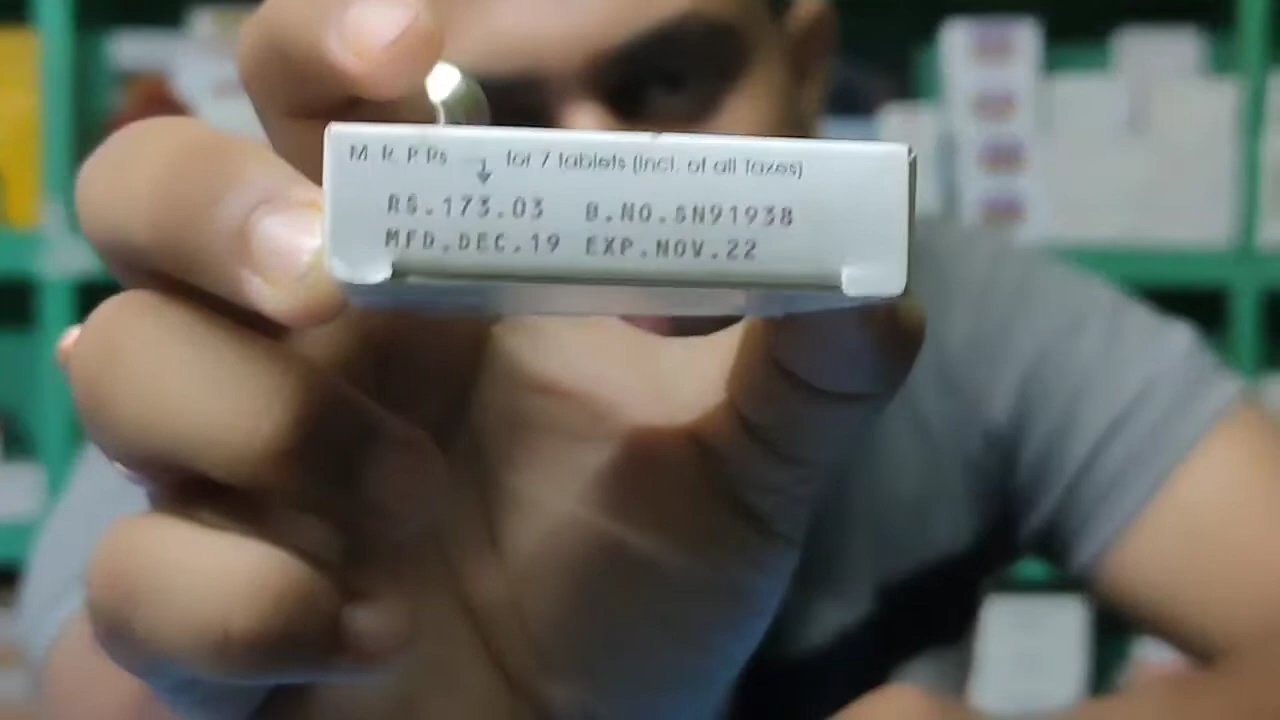 M. R. P. Rs. for 7 tablets (Incl. of all Taxes)
RS.173.03 B.NO.SN91938
MFD.DEC.19 EXP.NOV.22